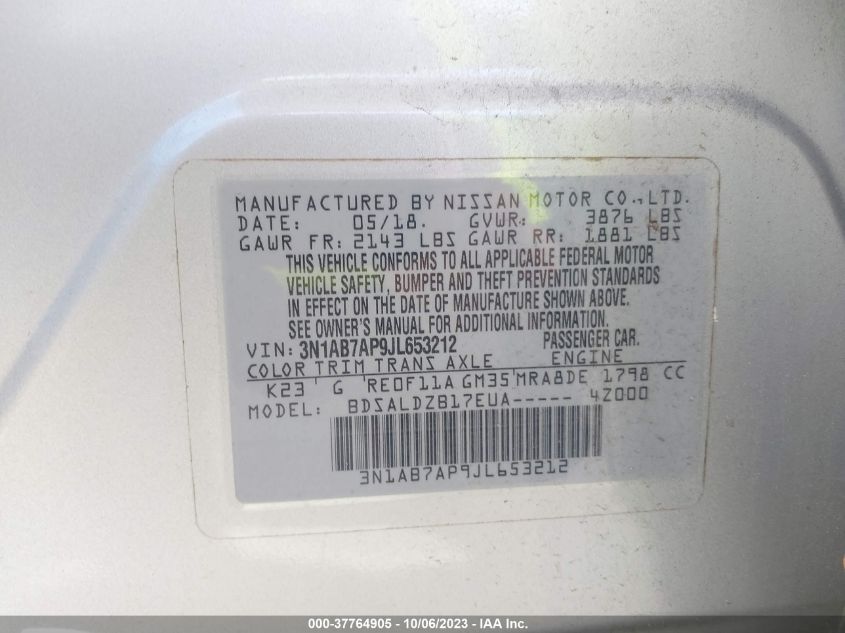 MANUFACTURED BY NISSAN MOTOR CO., LTD.
DATE: 05/18. GVWR: 3876 LBS
GAWR FR: 2143 LBS GAWR RR: 1881 LBS
THIS VEHICLE CONFORMS TO ALL APPLICABLE FEDERAL MOTOR
VEHICLE SAFETY, BUMPER AND THEFT PREVENTION STANDARDS
IN EFFECT ON THE DATE OF MANUFACTURE SHOWN ABOVE.
SEE OWNER'S MANUAL FOR ADDITIONAL INFORMATION.
VIN: 3N1AB7AP9JL653212 PASSENGER CAR.
COLOR TRIM TRANS AXLE ENGINE
K23 G RE0F11A GM35 MRA8DE 1798 CC
MODEL: BDSALDZB17EUA----- 4Z000
3N1AB7AP9JL653212
000-37764905 - 10/06/2023 - IAAI.com